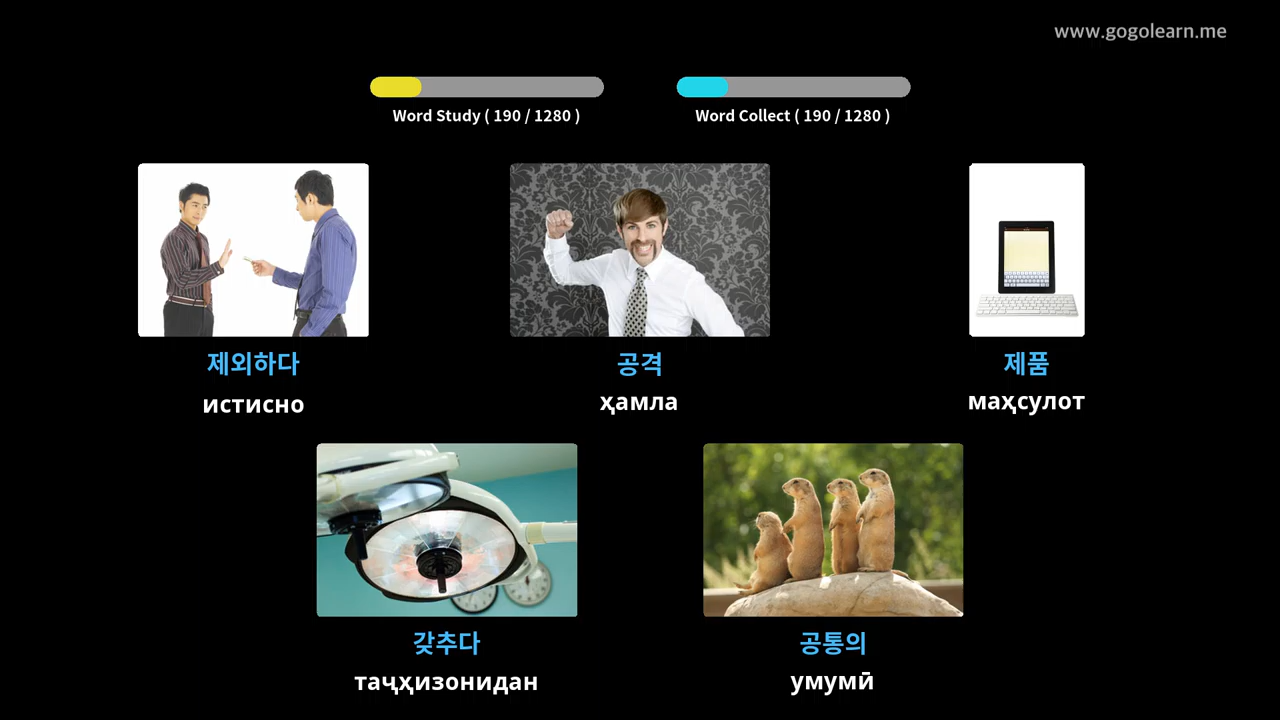 www.gogolearn.me
Word Study ( 190 / 1280 )
Word Collect ( 190 / 1280 )
제외하다
공격
제품
истисно
ҳамла
маҳсулот
갖추다
공통의
таҷҳизонидан
умумӣ